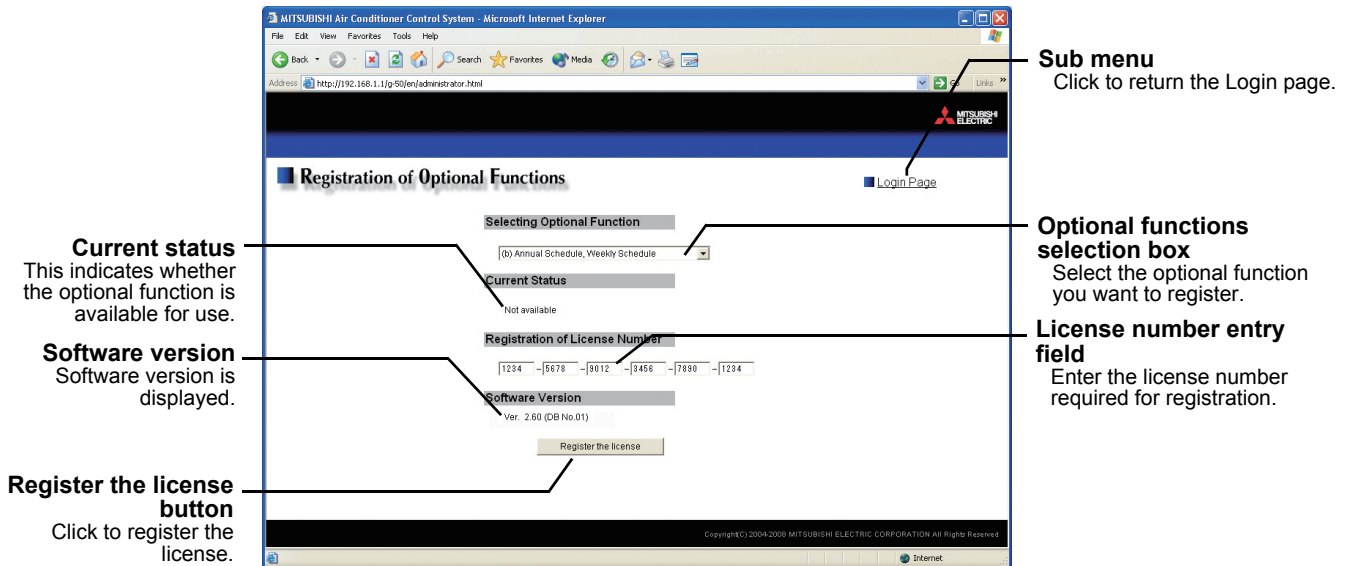 MITSUBISHI Air Conditioner Control System - Microsoft Internet Explorer
File Edit View Favorites Tools Help
Back Search Favorites Media
Address http://192.168.1.1/g-50/en/administrator.html Go Links »
MITSUBISHI
ELECTRIC
Registration of Optional Functions
Login Page
Selecting Optional Function
(b) Annual Schedule, Weekly Schedule
Current Status
Not available
Registration of License Number
1234 - 5678 - 9012 - 3456 - 7890 - 1234
Software Version
Ver. 2.60 (DB No.01)
Register the license
Copyright(C) 2004-2008 MITSUBISHI ELECTRIC CORPORATION All Rights Reserved
Internet
Current status
This indicates whether
the optional function is
available for use.
Software version
Software version is
displayed.
Register the license
button
Click to register the
license.
Sub menu
Click to return the Login page.
Optional functions
selection box
Select the optional function
you want to register.
License number entry
field
Enter the license number
required for registration.